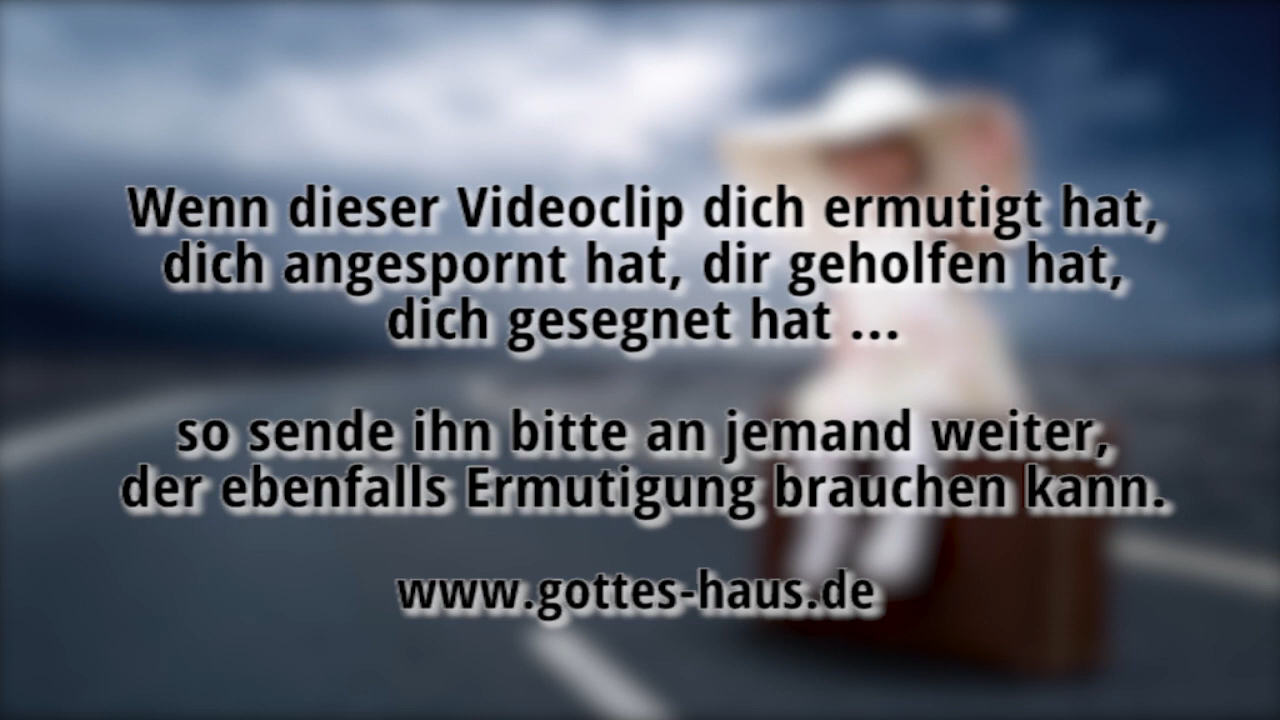 Wenn dieser Videoclip dich ermutigt hat,
dich angespornt hat, dir geholfen hat,
dich gesegnet hat ...
so sende ihn bitte an jemand weiter,
der ebenfalls Ermutigung brauchen kann.
www.gottes-haus.de